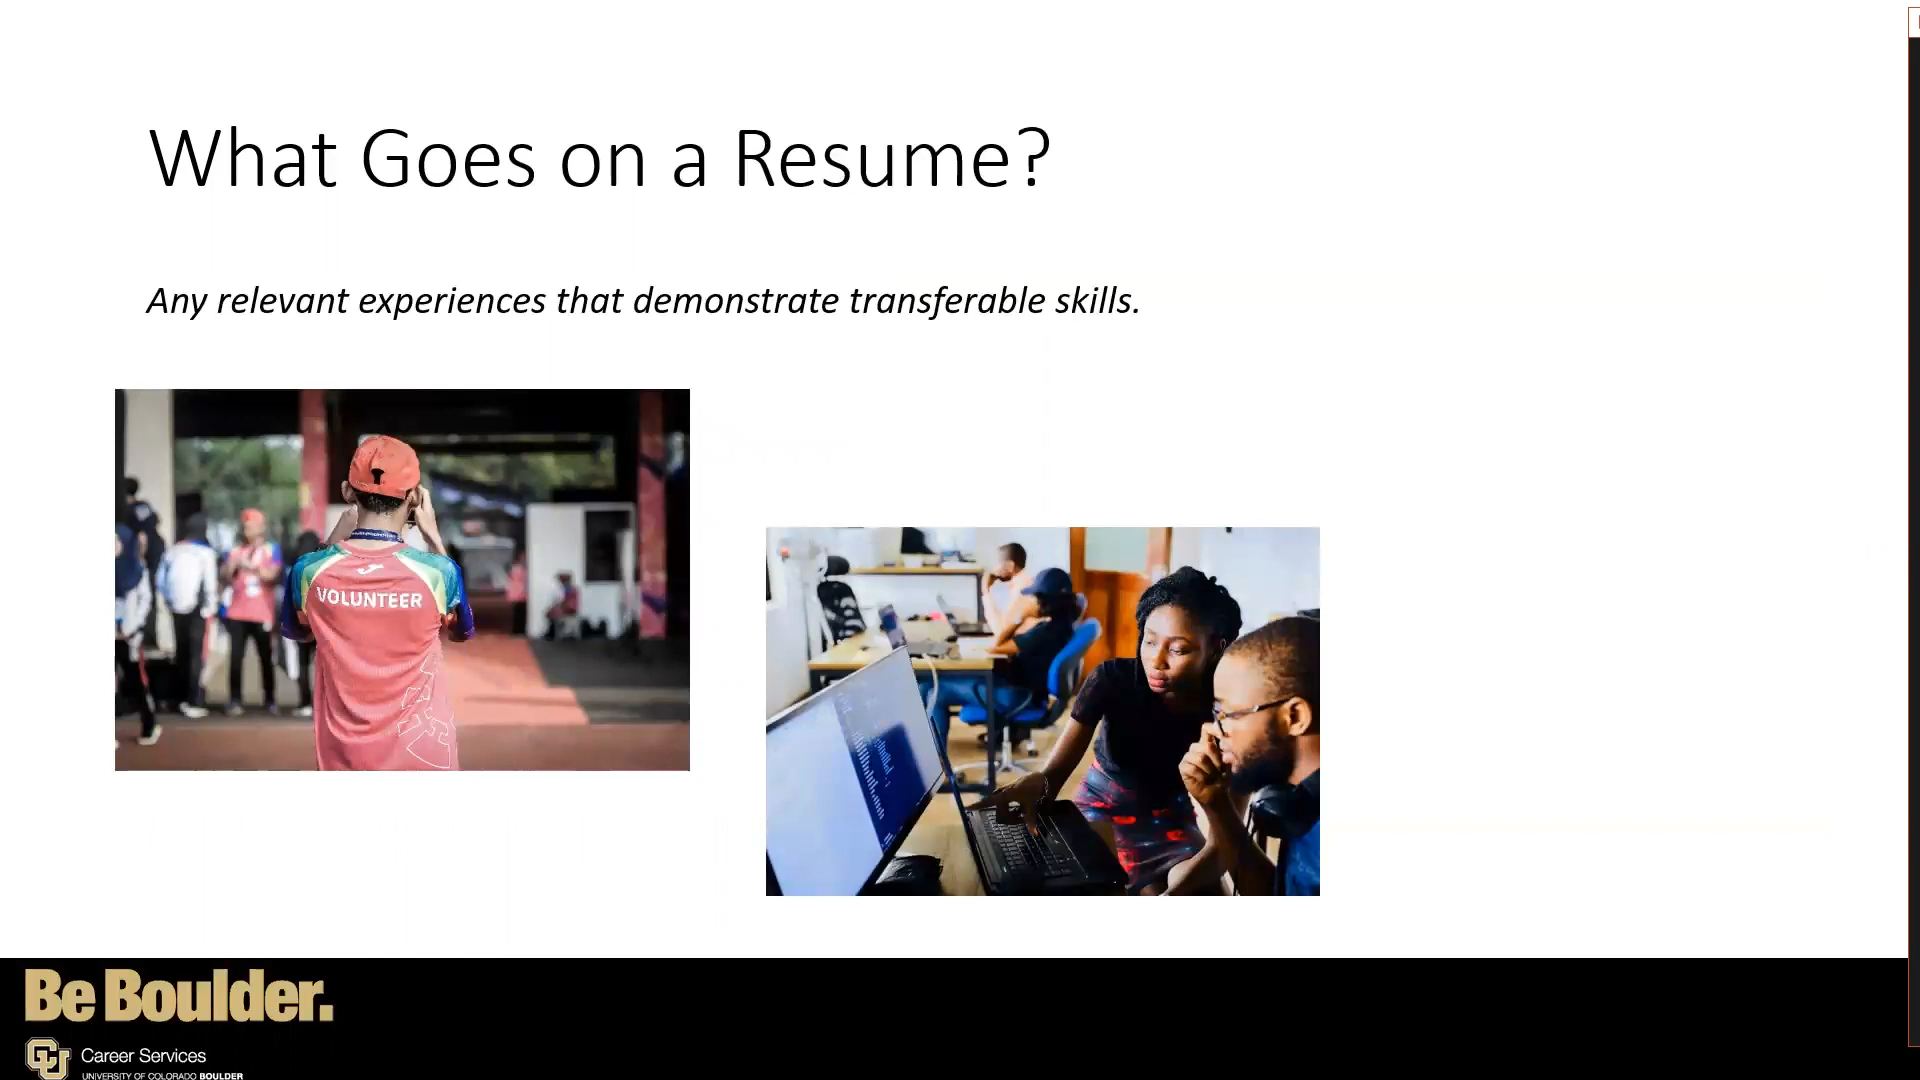 What Goes on a Resume?
Any relevant experiences that demonstrate transferable skills.
VOLUNTEER
Be Boulder.
CU
Career Services
UNIVERSITY OF COLORADO BOULDER